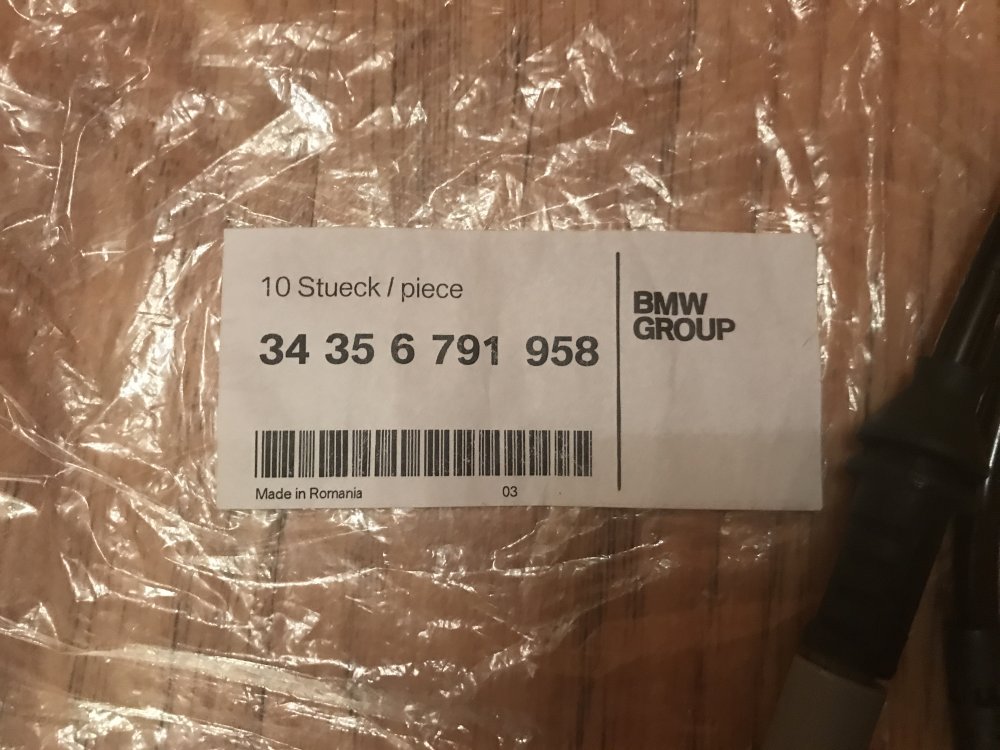 10 Stueck / piece
34 35 6 791 958
Made in Romania
03
BMW
GROUP